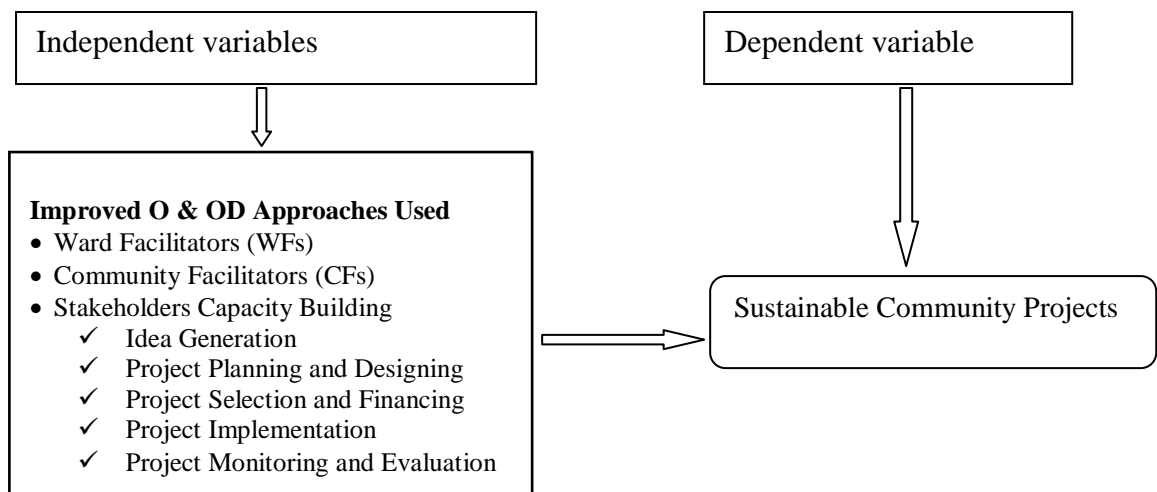 Independent variables
Dependent variable
Improved O & OD Approaches Used
• Ward Facilitators (WFs)
• Community Facilitators (CFs)
• Stakeholders Capacity Building
✓ Idea Generation
✓ Project Planning and Designing
✓ Project Selection and Financing
✓ Project Implementation
✓ Project Monitoring and Evaluation
Sustainable Community Projects